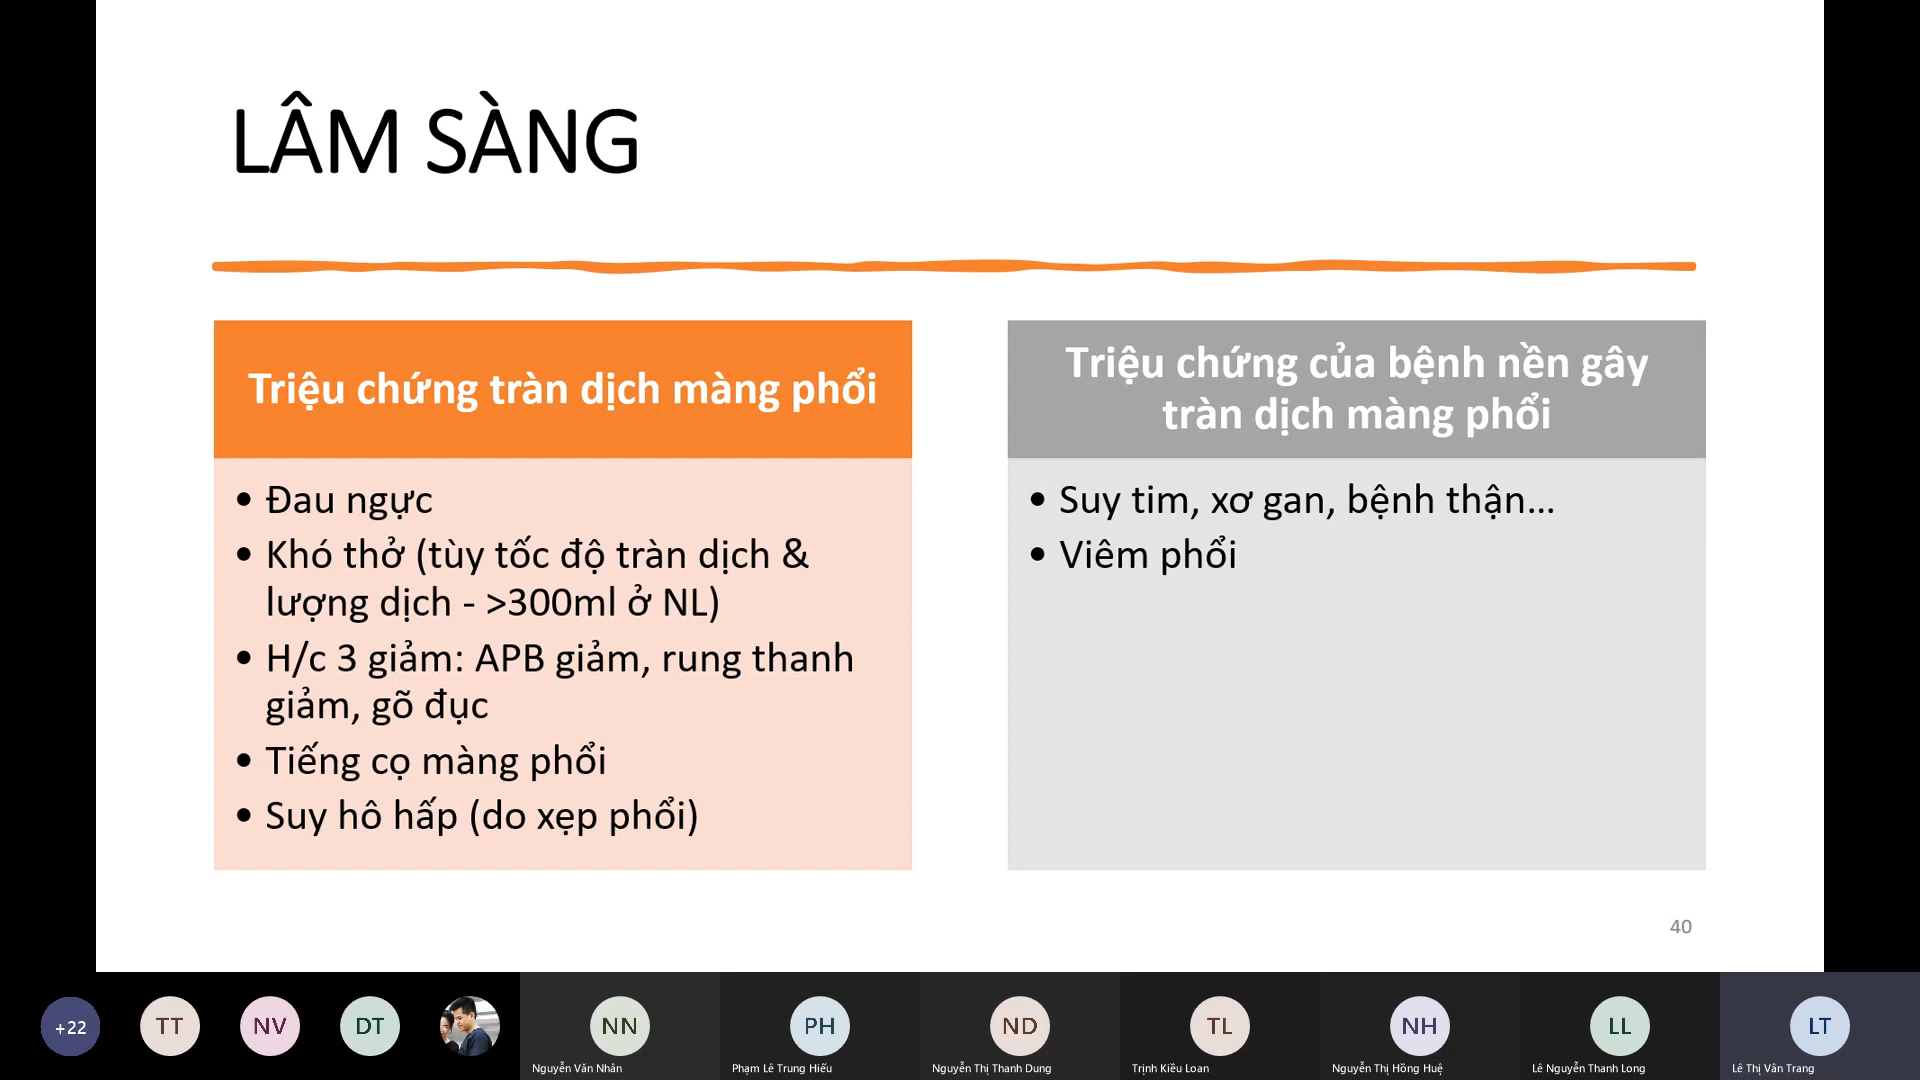 LÂM SÀNG
Triệu chứng tràn dịch màng phổi
• Đau ngực
• Khó thở (tùy tốc độ tràn dịch &
lượng dịch - >300ml ở NL)
• H/c 3 giảm: APB giảm, rung thanh
giảm, gõ đục
• Tiếng cọ màng phổi
• Suy hô hấp (do xẹp phổi)
Triệu chứng của bệnh nền gây
tràn dịch màng phổi
• Suy tim, xơ gan, bệnh thận...
• Viêm phổi
40
+22
TT
NV
DT
NN
Nguyễn Văn Nhân
PH
Phạm Lê Trung Hiếu
ND
Nguyễn Thị Thanh Dung
TL
Trịnh Kiều Loan
NH
Nguyễn Thị Hồng Huệ
LL
Lê Nguyễn Thanh Long
LT
Lê Thị Vân Trang